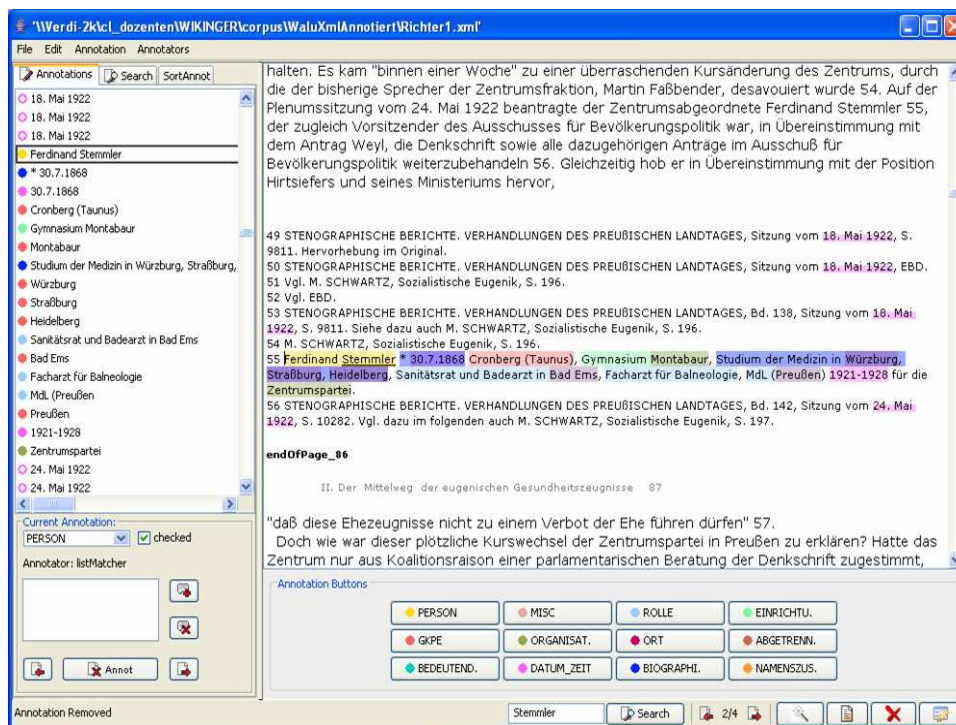 '\\Verdi-2k\cl_dozenten\WIKINGER\corpus\WaluXmlAnnotiert\Richter1.xml'
File Edit Annotation Annotators
Annotations Search SortAnnot
18. Mai 1922
18. Mai 1922
18. Mai 1922
Ferdinand Stemmler
* 30.7.1868
30.7.1868
Cronberg (Taunus)
Gymnasium Montabaur
Montabaur
Studium der Medizin in Würzburg, Straßburg,
Würzburg
Straßburg
Heidelberg
Sanitätsrat und Badearzt in Bad Ems
Bad Ems
Facharzt für Balneologie
MdL (Preußen
Preußen
1921-1928
Zentrumspartei
24. Mai 1922
24. Mai 1922
Current Annotation:
PERSON checked
Annotator: listMatcher
Annot
halten. Es kam "binnen einer Woche" zu einer überraschenden Kursänderung des Zentrums, durch
die der bisherige Sprecher der Zentrumsfraktion, Martin Faßbender, desavouiert wurde 54. Auf der
Plenumssitzung vom 24. Mai 1922 beantragte der Zentrumsabgeordnete Ferdinand Stemmler 55,
der zugleich Vorsitzender des Ausschusses für Bevölkerungspolitik war, in Übereinstimmung mit
dem Antrag Weyl, die Denkschrift sowie alle dazugehörigen Anträge im Ausschuß für
Bevölkerungspolitik weiterzubehandeln 56. Gleichzeitig hob er in Übereinstimmung mit der Position
Hirtsiefers und seines Ministeriums hervor,
49 STENOGRAPHISCHE BERICHTE. VERHANDLUNGEN DES PREUßISCHEN LANDTAGES, Sitzung vom 18. Mai 1922, S.
9811. Hervorhebung im Original.
50 STENOGRAPHISCHE BERICHTE. VERHANDLUNGEN DES PREUßISCHEN LANDTAGES, Sitzung vom 18. Mai 1922, EBD.
51 Vgl. M. SCHWARTZ, Sozialistische Eugenik, S. 196.
52 Vgl. EBD.
53 STENOGRAPHISCHE BERICHTE. VERHANDLUNGEN DES PREUßISCHEN LANDTAGES, Bd. 138, Sitzung vom 18. Mai
1922, S. 9811. Siehe dazu auch M. SCHWARTZ, Sozialistische Eugenik, S. 196.
54 M. SCHWARTZ, Sozialistische Eugenik, S. 196.
55 Ferdinand Stemmler * 30.7.1868 Cronberg (Taunus), Gymnasium Montabaur, Studium der Medizin in Würzburg,
Straßburg, Heidelberg, Sanitätsrat und Badearzt in Bad Ems, Facharzt für Balneologie, MdL (Preußen) 1921-1928 für die
Zentrumspartei.
56 STENOGRAPHISCHE BERICHTE. VERHANDLUNGEN DES PREUßISCHEN LANDTAGES, Bd. 142, Sitzung vom 24. Mai
1922, S. 10282. Vgl. dazu im folgenden auch M. SCHWARTZ, Sozialistische Eugenik, S. 197.
endOfPage_86
II. Der Mittelweg der eugenischen Gesundheitszeugnisse 87
"daß diese Ehezeugnisse nicht zu einem Verbot der Ehe führen dürfen" 57.
Doch wie war dieser plötzliche Kurswechsel der Zentrumspartei in Preußen zu erklären? Hatte das
Zentrum nur aus Koalitionsraison einer parlamentarischen Beratung der Denkschrift zugestimmt,
Annotation Buttons
PERSON MISC ROLLE EINRICHTU.
GKPE ORGANISAT. ORT ABGETRENN.
BEDEUTEND. DATUM_ZEIT BIOGRAPHI. NAMENSZUS.
Annotation Removed Stemmler Search 2/4